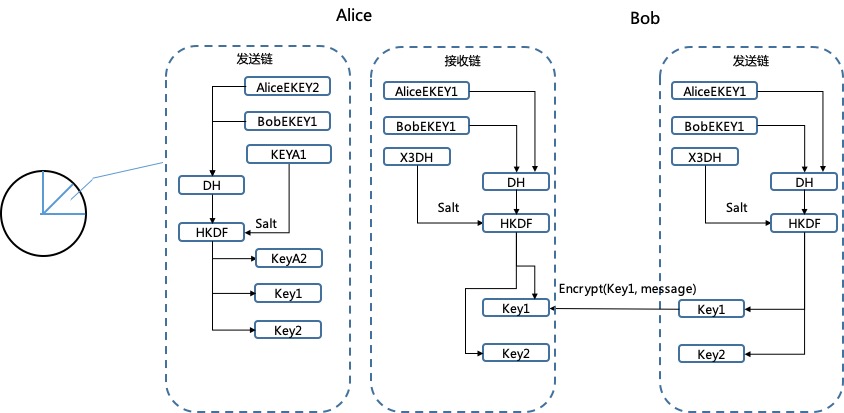 Alice
Bob
发送链
AliceEKEY2
BobEKEY1
KEYA1
DH
Salt
HKDF
KeyA2
Key1
Key2
接收链
AliceEKEY1
BobEKEY1
X3DH
DH
Salt
HKDF
Key1
Key2
Encrypt(Key1, message)
发送链
AliceEKEY1
BobEKEY1
X3DH
DH
Salt
HKDF
Key1
Key2